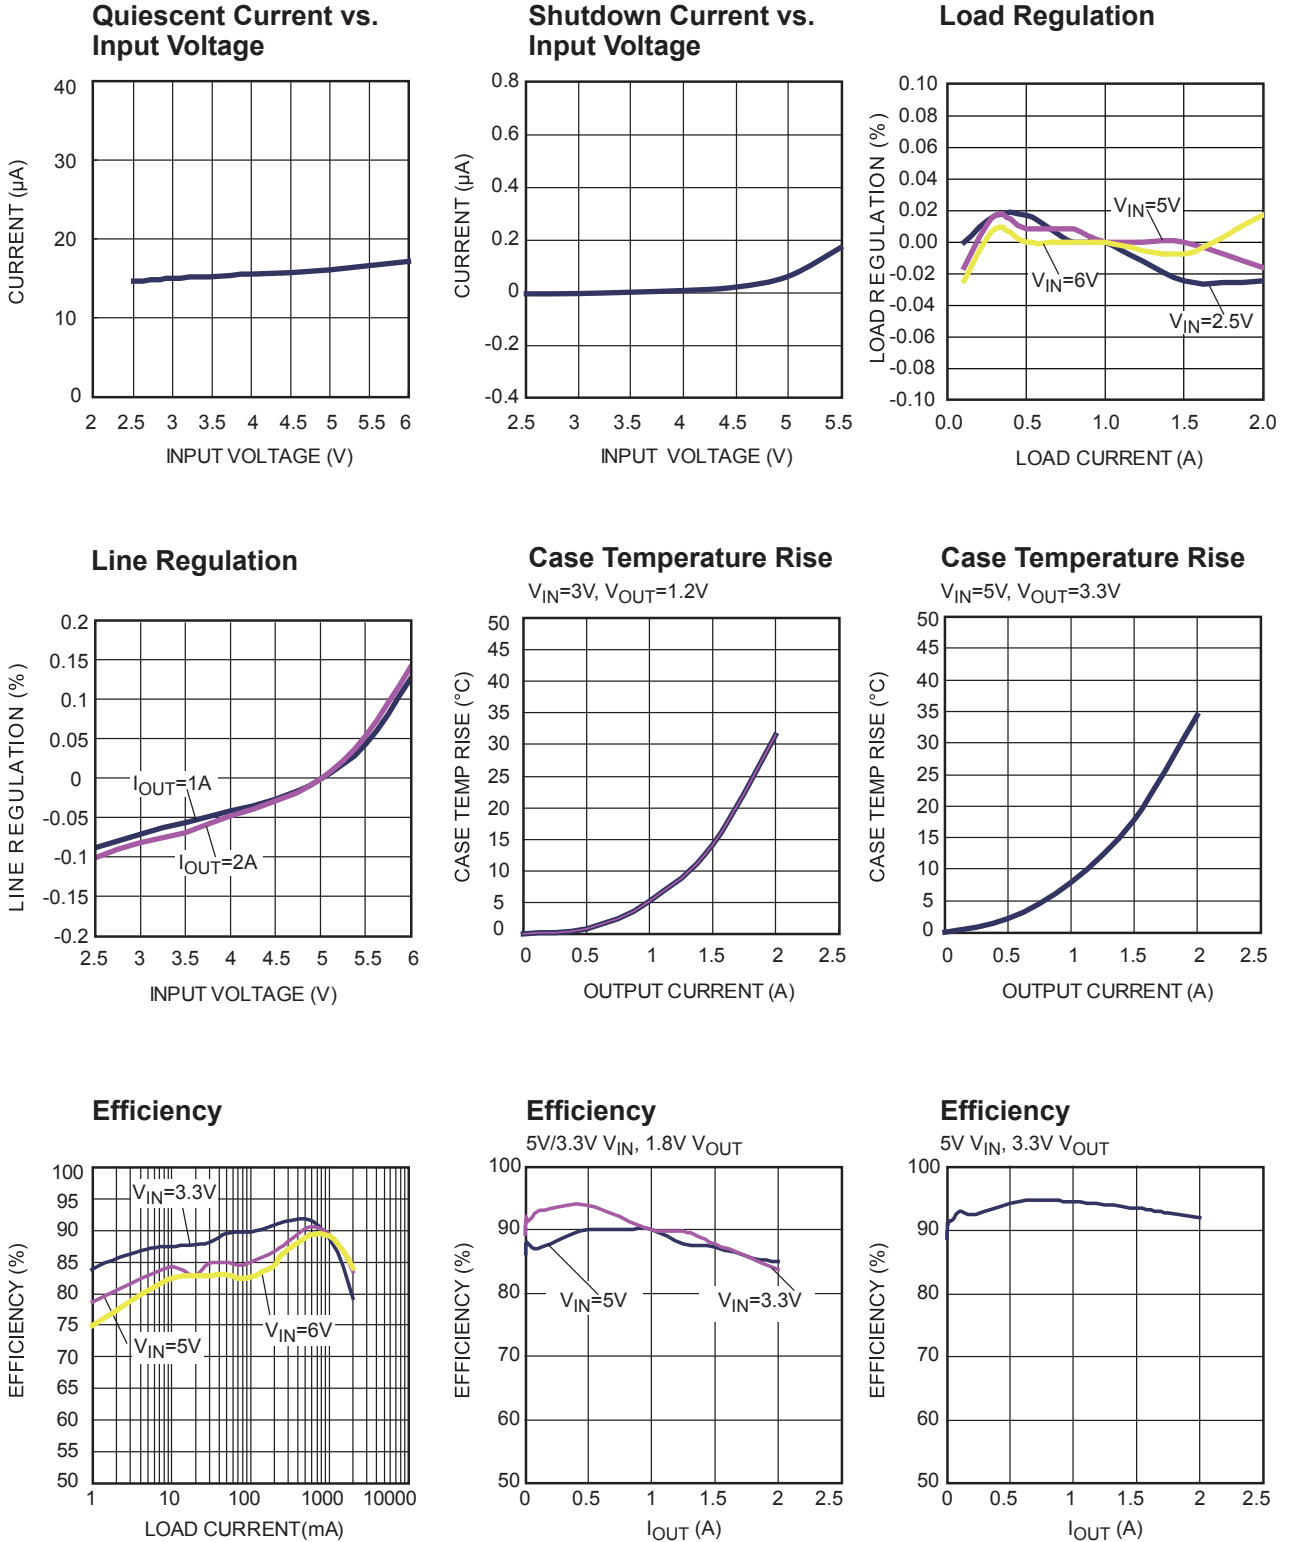 Quiescent Current vs.
Input Voltage
CURRENT (µA)
40
30
20
10
0
2 2.5 3 3.5 4 4.5 5 5.5 6
INPUT VOLTAGE (V)
Shutdown Current vs.
Input Voltage
CURRENT (µA)
0.8
0.6
0.4
0.2
0
-0.2
-0.4
2.5 3 3.5 4 4.5 5 5.5
INPUT VOLTAGE (V)
Load Regulation
LOAD REGULATION (%)
0.10
0.08
0.06
0.04
0.02
0.00
-0.02
-0.04
-0.06
-0.08
-0.10
VIN=5V
VIN=6V
VIN=2.5V
0.0 0.5 1.0 1.5 2.0
LOAD CURRENT (A)
Line Regulation
LINE REGULATION (%)
0.2
0.15
0.1
0.05
0
-0.05
-0.1
-0.15
-0.2
IOUT=1A
IOUT=2A
2.5 3 3.5 4 4.5 5 5.5 6
INPUT VOLTAGE (V)
Case Temperature Rise
VIN=3V, VOUT=1.2V
CASE TEMP RISE (°C)
50
45
40
35
30
25
20
15
10
5
0
0 0.5 1 1.5 2 2.5
OUTPUT CURRENT (A)
Case Temperature Rise
VIN=5V, VOUT=3.3V
CASE TEMP RISE (°C)
50
45
40
35
30
25
20
15
10
5
0
0 0.5 1 1.5 2 2.5
OUTPUT CURRENT (A)
Efficiency
EFFICIENCY (%)
100
95
90
85
80
75
70
65
60
55
50
VIN=3.3V
VIN=6V
VIN=5V
1 10 100 1000 10000
LOAD CURRENT(mA)
Efficiency
5V/3.3V VIN, 1.8V VOUT
EFFICIENCY (%)
100
90
80
70
60
50
VIN=5V
VIN=3.3V
0 0.5 1 1.5 2 2.5
IOUT (A)
Efficiency
5V VIN, 3.3V VOUT
EFFICIENCY (%)
100
90
80
70
60
50
0 0.5 1 1.5 2 2.5
IOUT (A)